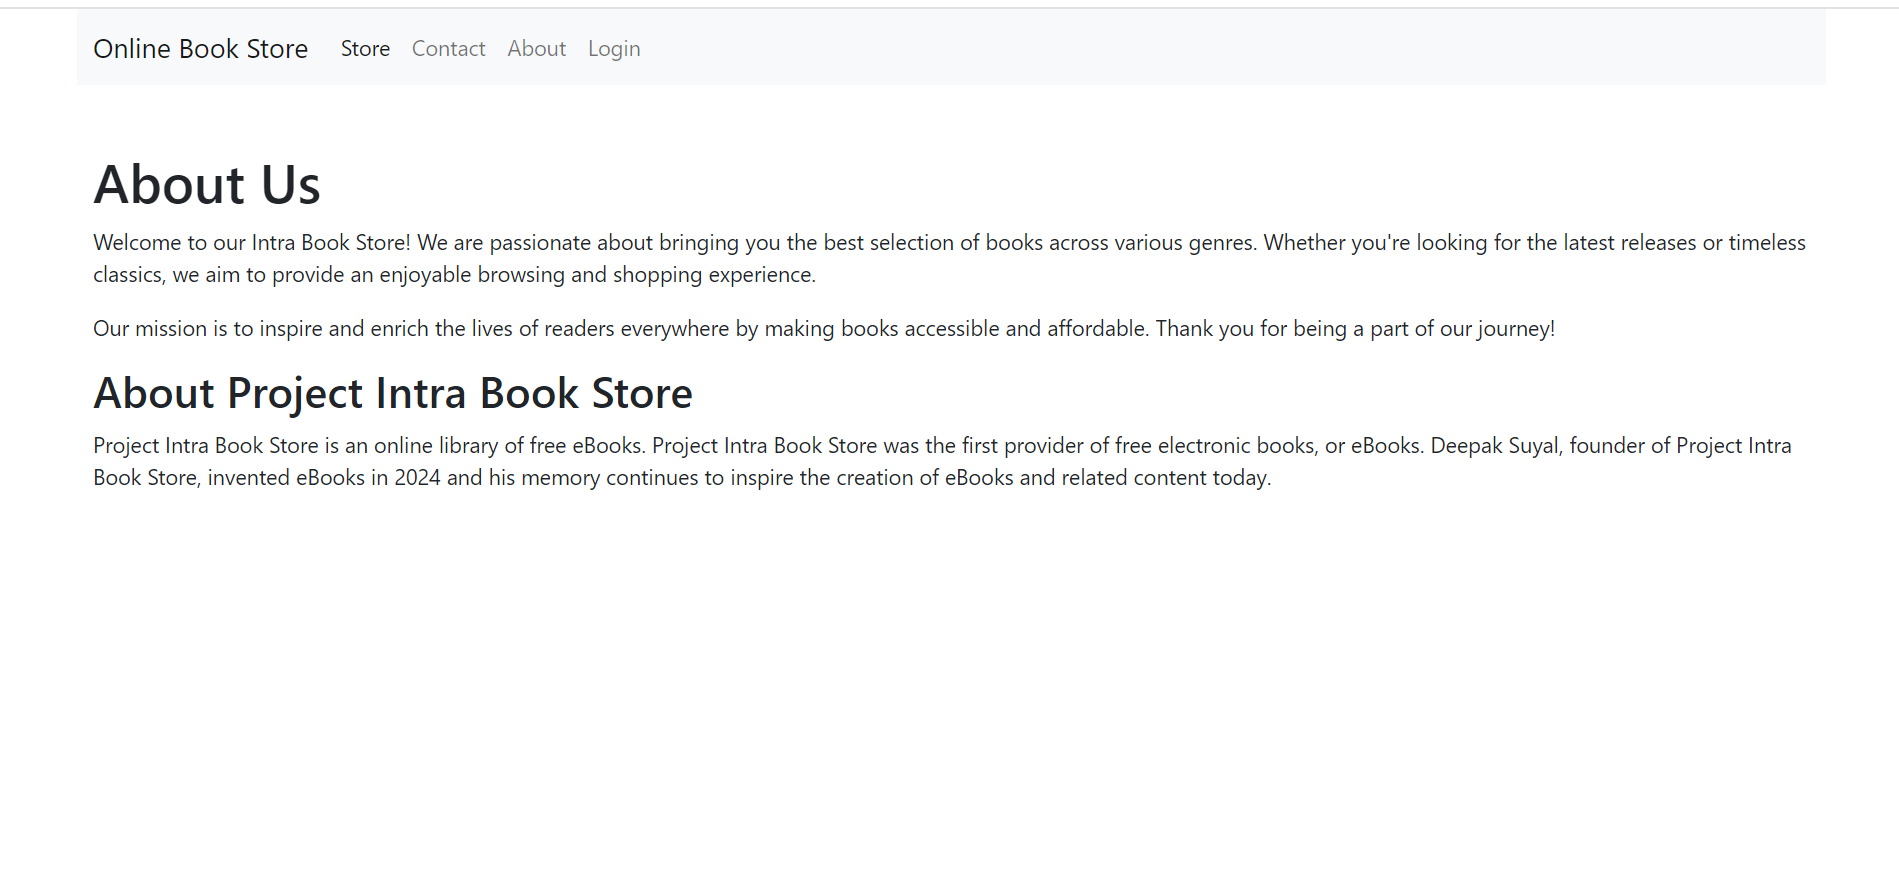 Online Book Store Store Contact About Login
About Us
Welcome to our Intra Book Store! We are passionate about bringing you the best selection of books across various genres. Whether you're looking for the latest releases or timeless
classics, we aim to provide an enjoyable browsing and shopping experience.
Our mission is to inspire and enrich the lives of readers everywhere by making books accessible and affordable. Thank you for being a part of our journey!
About Project Intra Book Store
Project Intra Book Store is an online library of free eBooks. Project Intra Book Store was the first provider of free electronic books, or eBooks. Deepak Suyal, founder of Project Intra
Book Store, invented eBooks in 2024 and his memory continues to inspire the creation of eBooks and related content today.